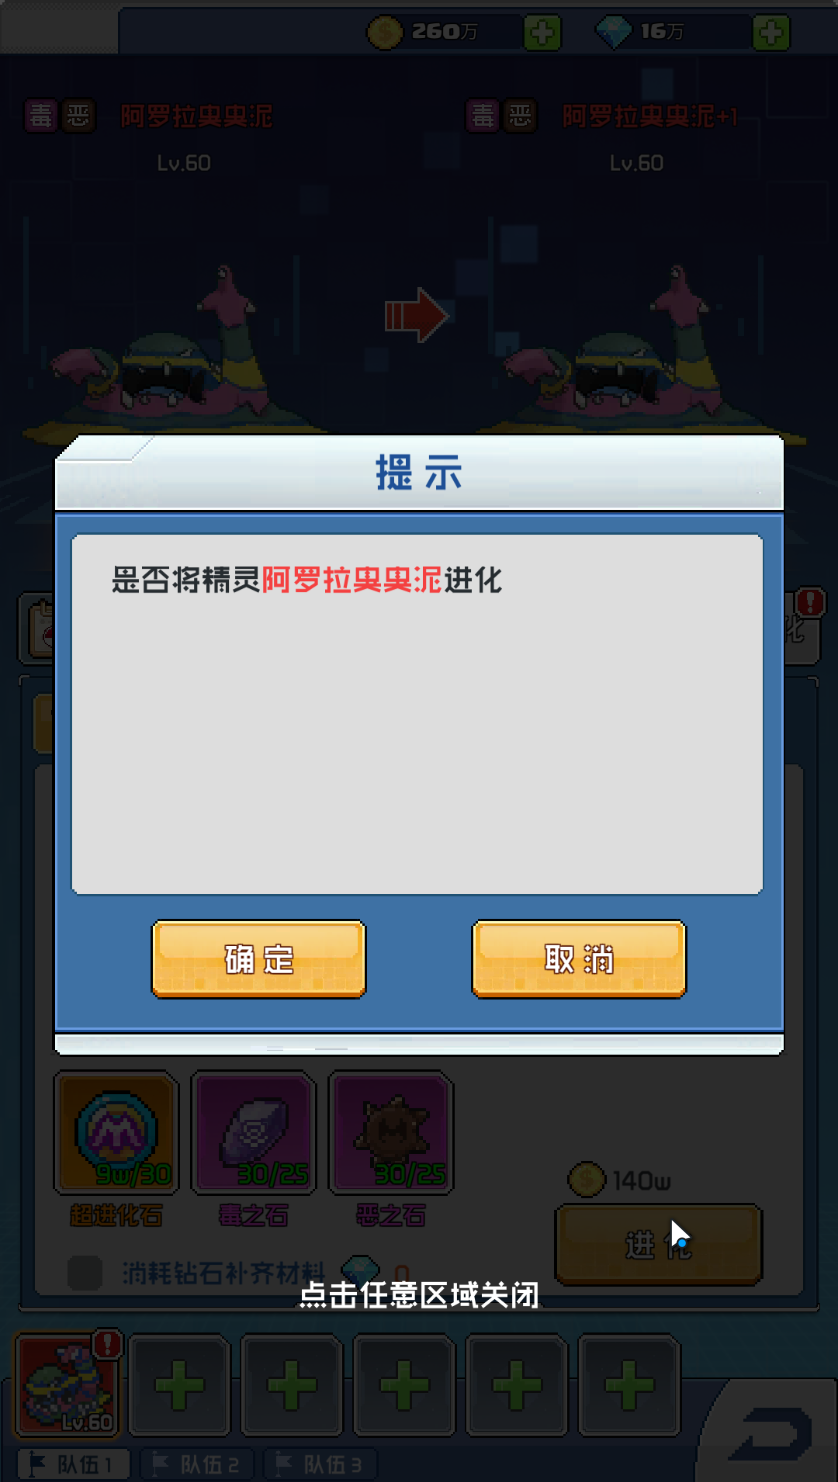 260万
16万
毒 恶 阿罗拉臭臭泥
毒 恶 阿罗拉臭臭泥+1
Lv.60
Lv.60
提示
是否将精灵阿罗拉臭臭泥进化
化
确定
取消
9w/30
30/25
30/25
超进化石
毒之石
恶之石
140w
进化
消耗钻石补齐材料 0
点击任意区域关闭
Lv.60
队伍1
队伍2
队伍3